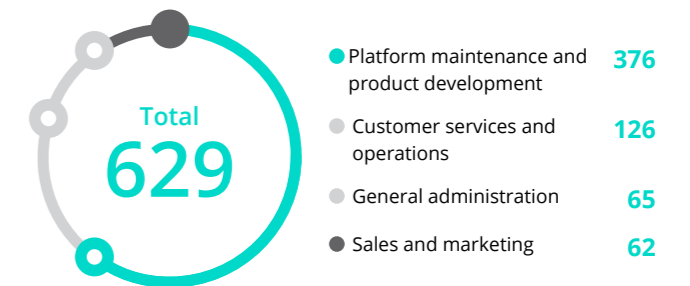 Total
629
Platform maintenance and 376
product development
Customer services and 126
operations
General administration 65
Sales and marketing 62